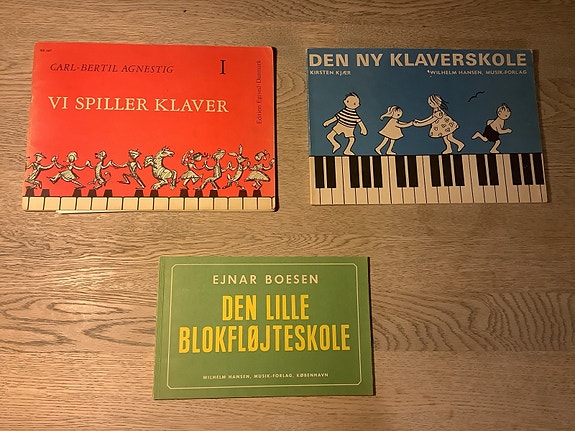 CARL-BERTIL AGNESTIG
I
VI SPILLER KLAVER
Edition Egtved Danmark
DEN NY KLAVERSKOLE
KIRSTEN KJÆR
WILHELM HANSEN, MUSIK-FORLAG
EJNAR BOESEN
DEN LILLE
BLOKFLØJTESKOLE
WILHELM HANSEN, MUSIK-FORLAG, KØBENHAVN